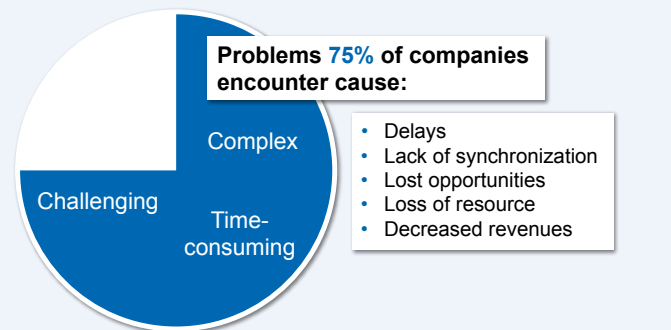 Problems 75% of companies
encounter cause:
Complex
Challenging
Time-
consuming
• Delays
• Lack of synchronization
• Lost opportunities
• Loss of resource
• Decreased revenues